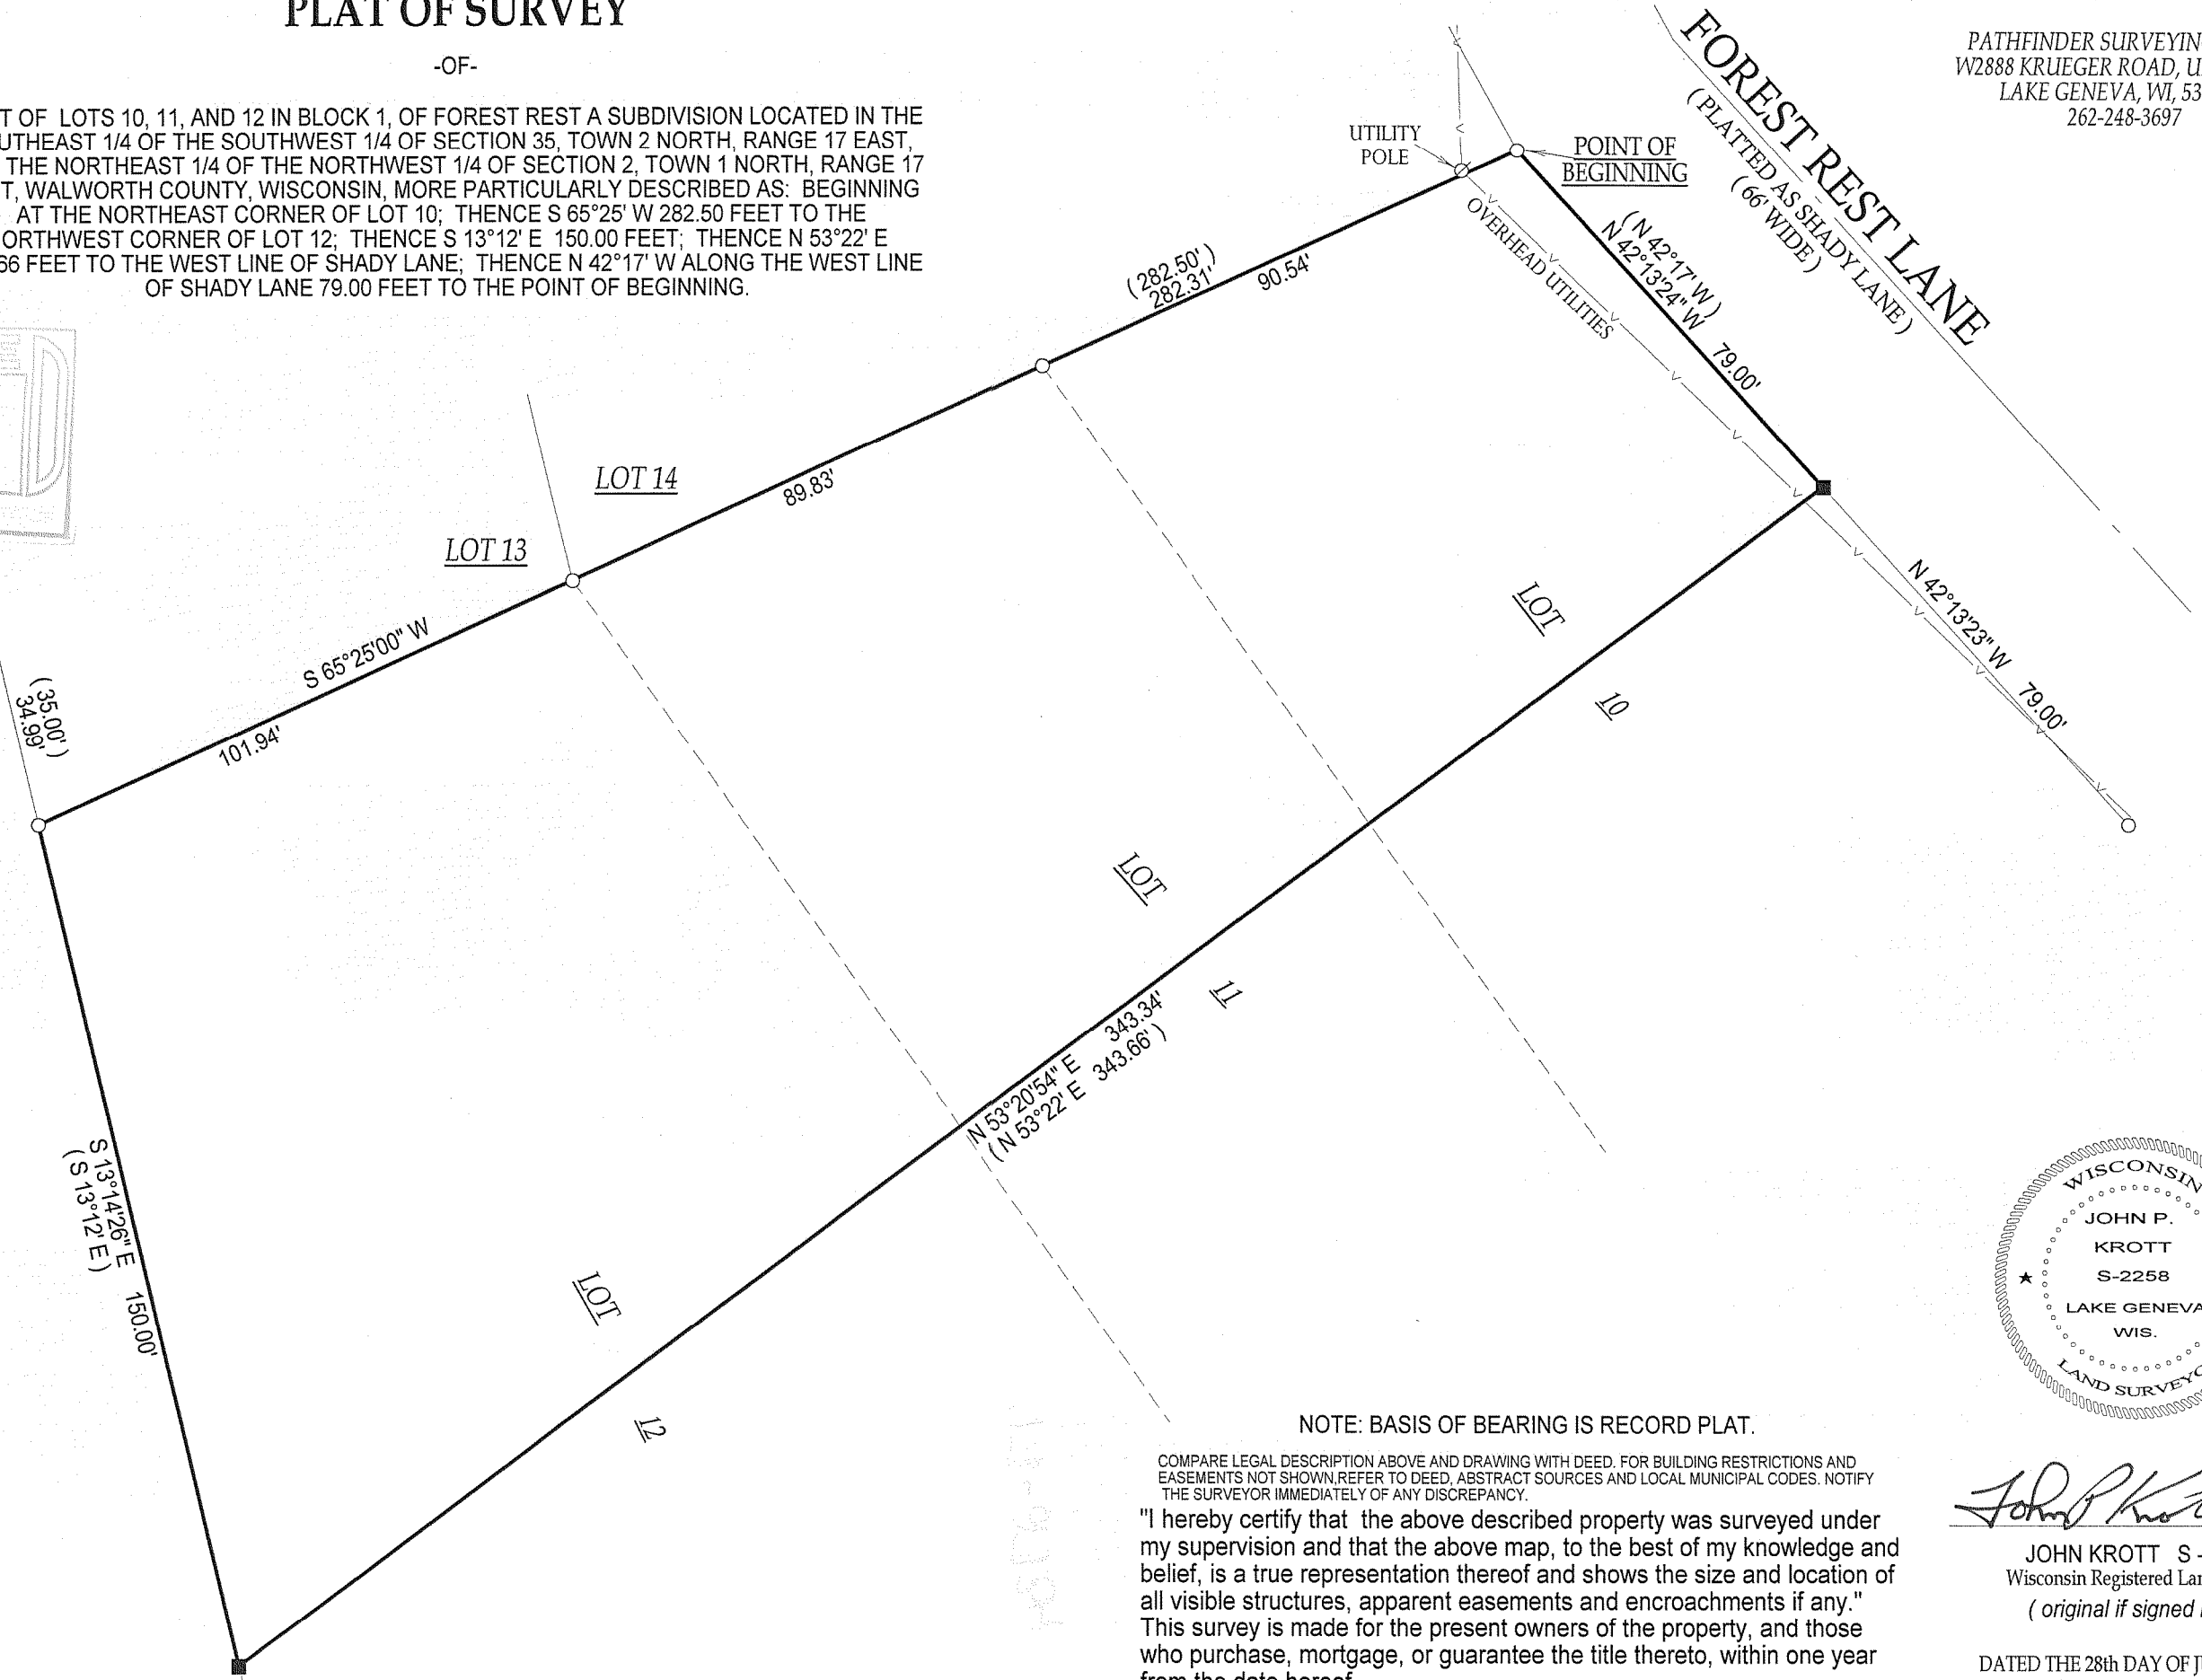 PLAT OF SURVEY
-OF-
T OF LOTS 10, 11, AND 12 IN BLOCK 1, OF FOREST REST A SUBDIVISION LOCATED IN THE
UTHEAST 1/4 OF THE SOUTHWEST 1/4 OF SECTION 35, TOWN 2 NORTH, RANGE 17 EAST,
THE NORTHEAST 1/4 OF THE NORTHWEST 1/4 OF SECTION 2, TOWN 1 NORTH, RANGE 17
T, WALWORTH COUNTY, WISCONSIN, MORE PARTICULARLY DESCRIBED AS: BEGINNING
AT THE NORTHEAST CORNER OF LOT 10; THENCE S 65°25' W 282.50 FEET TO THE
ORTHWEST CORNER OF LOT 12; THENCE S 13°12' E 150.00 FEET; THENCE N 53°22' E
66 FEET TO THE WEST LINE OF SHADY LANE; THENCE N 42°17' W ALONG THE WEST LINE
OF SHADY LANE 79.00 FEET TO THE POINT OF BEGINNING.
PATHFINDER SURVEYIN
W2888 KRUEGER ROAD, U
LAKE GENEVA, WI, 53
262-248-3697
FOREST REST LANE
( PLATTED AS SHADY LANE )
( 66' WIDE )
UTILITY
POLE
POINT OF
BEGINNING
OVERHEAD UTILITIES
( N 42°17' W )
N 42°13'24" W 79.00'
( 282.50' )
282.31'
90.54'
89.83'
LOT 14
LOT 13
S 65°25'00" W
101.94'
( 35.00' )
34.99'
N 42°13'23" W 79.00'
LOT 10
LOT 11
LOT 12
N 53°20'54" E 343.34'
( N 53°22' E 343.66' )
S 13°14'26" E 150.00'
( S 13°12' E )
WISCONSIN
JOHN P.
KROTT
S-2258
LAKE GENEVA
WIS.
LAND SURVEYO
NOTE: BASIS OF BEARING IS RECORD PLAT.
COMPARE LEGAL DESCRIPTION ABOVE AND DRAWING WITH DEED. FOR BUILDING RESTRICTIONS AND
EASEMENTS NOT SHOWN,REFER TO DEED, ABSTRACT SOURCES AND LOCAL MUNICIPAL CODES. NOTIFY
THE SURVEYOR IMMEDIATELY OF ANY DISCREPANCY.
"I hereby certify that the above described property was surveyed under
my supervision and that the above map, to the best of my knowledge and
belief, is a true representation thereof and shows the size and location of
all visible structures, apparent easements and encroachments if any."
This survey is made for the present owners of the property, and those
who purchase, mortgage, or guarantee the title thereto, within one year
from the date hereof
John P Kro
JOHN KROTT S -
Wisconsin Registered Lan
( original if signed
DATED THE 28th DAY OF J